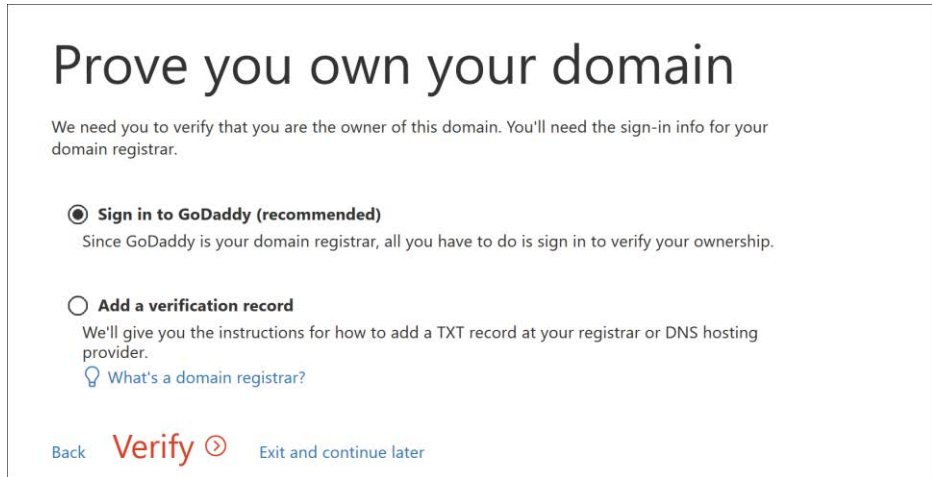 Prove you own your domain
We need you to verify that you are the owner of this domain. You'll need the sign-in info for your
domain registrar.
Sign in to GoDaddy (recommended)
Since GoDaddy is your domain registrar, all you have to do is sign in to verify your ownership.
Add a verification record
We'll give you the instructions for how to add a TXT record at your registrar or DNS hosting
provider.
What's a domain registrar?
Back Verify Exit and continue later